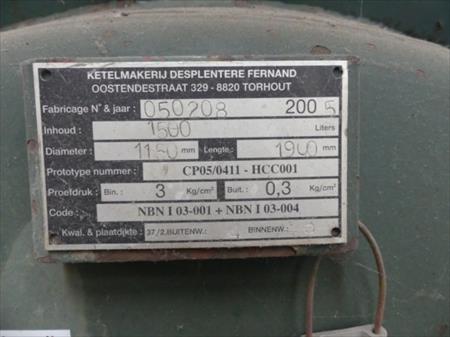 KETELMAKERIJ DESPLENTERE FERNAND
OOSTENDESTRAAT 329 - 8820 TORHOUT
Fabricage N° & jaar : 050208 2005
Inhoud : 1500 Liters
Diameter : 1150 mm Lengte : 1900 mm
Prototype nummer : CP05/0411 - HCC001
Proefdruk : Bin. : 3 Kg/cm² Buit. : 0,3 Kg/cm²
Code : NBN I 03-001 + NBN I 03-004
Kwal. & plaatdikte : 37/2.BUITENW. : BINNENW. :